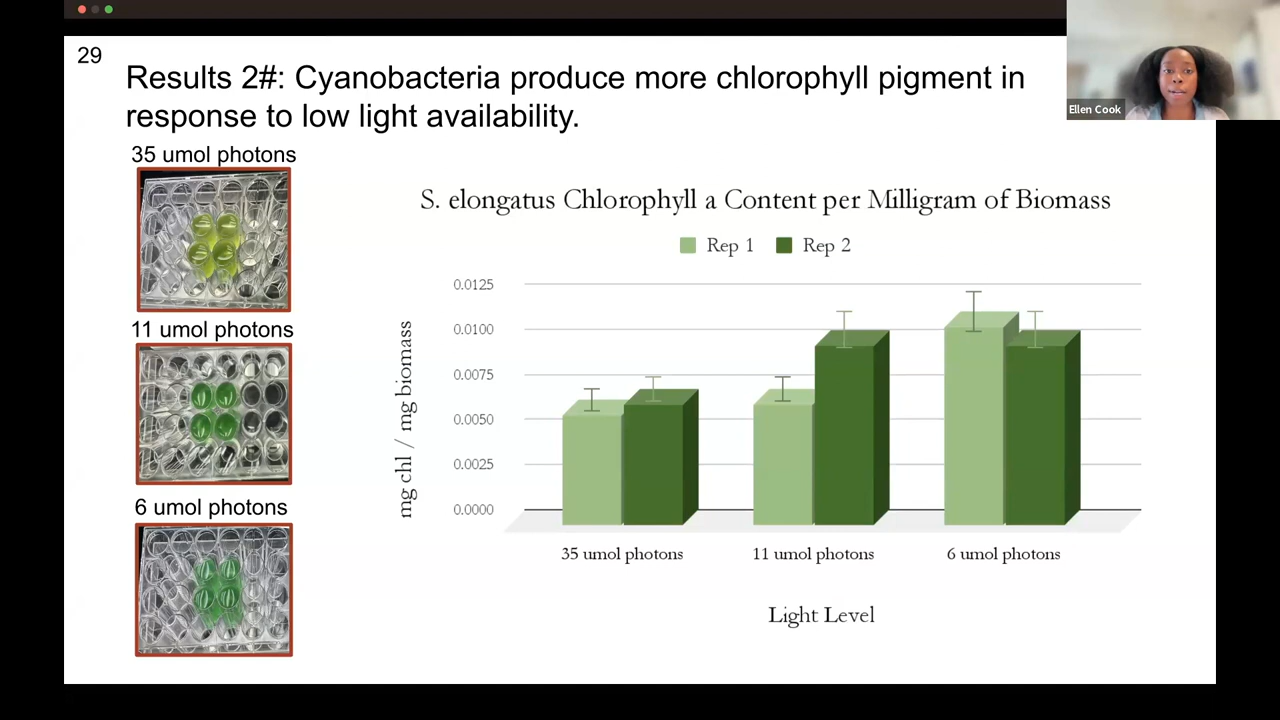 29
Results 2#: Cyanobacteria produce more chlorophyll pigment in
response to low light availability.
Ellen Cook
35 umol photons
11 umol photons
6 umol photons
S. elongatus Chlorophyll a Content per Milligram of Biomass
Rep 1 Rep 2
mg chl / mg biomass
0.0125
0.0100
0.0075
0.0050
0.0025
0.0000
35 umol photons 11 umol photons 6 umol photons
Light Level